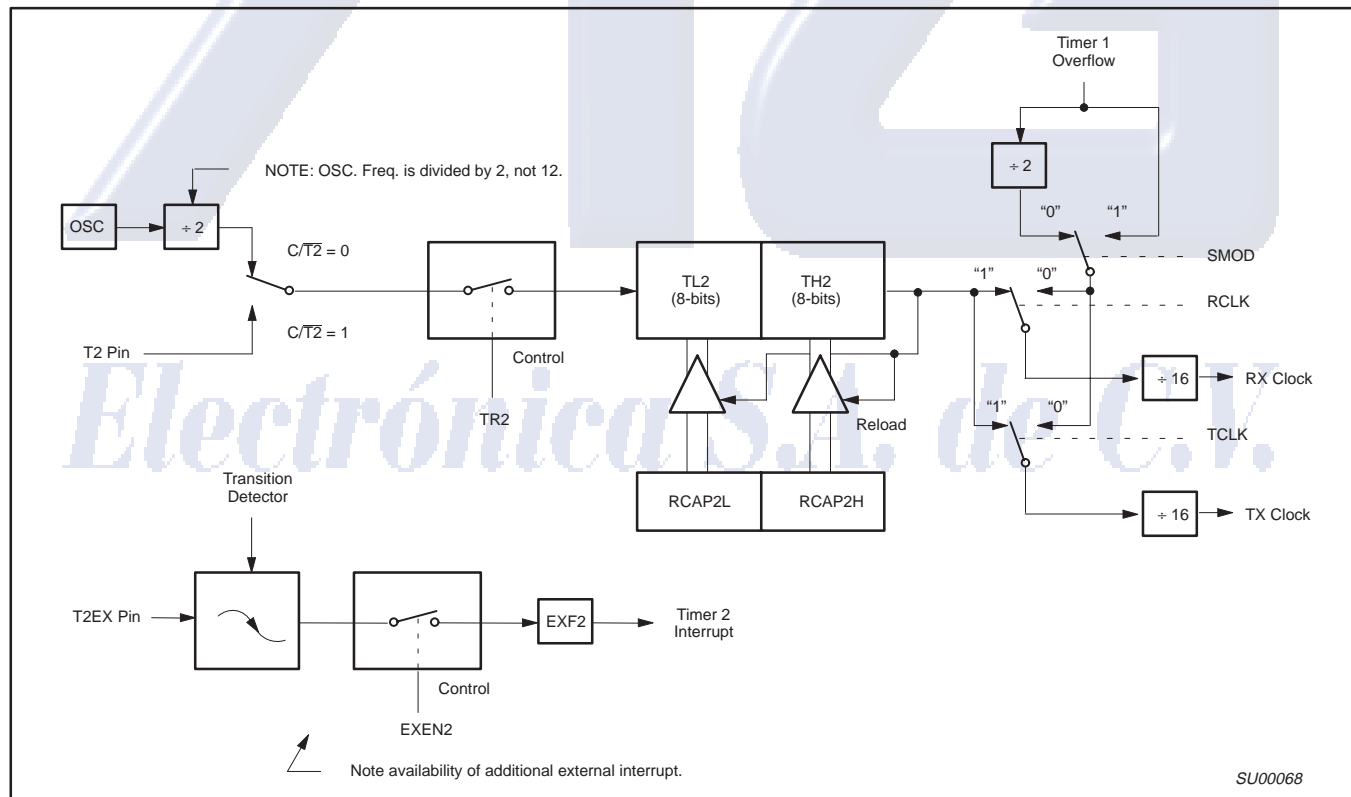 Timer 1
Overflow
÷ 2
NOTE: OSC. Freq. is divided by 2, not 12.
“0”
“1”
OSC
÷ 2
C/T̅2̅ = 0
SMOD
TL2
(8-bits)
TH2
(8-bits)
“1”
“0”
RCLK
C/T̅2̅ = 1
T2 Pin
Control
÷ 16
RX Clock
TR2
Reload
“1”
“0”
TCLK
Electrónica S.A. de C.V.
Transition
Detector
RCAP2L
RCAP2H
÷ 16
TX Clock
T2EX Pin
EXF2
Timer 2
Interrupt
Control
EXEN2
Note availability of additional external interrupt.
SU00068